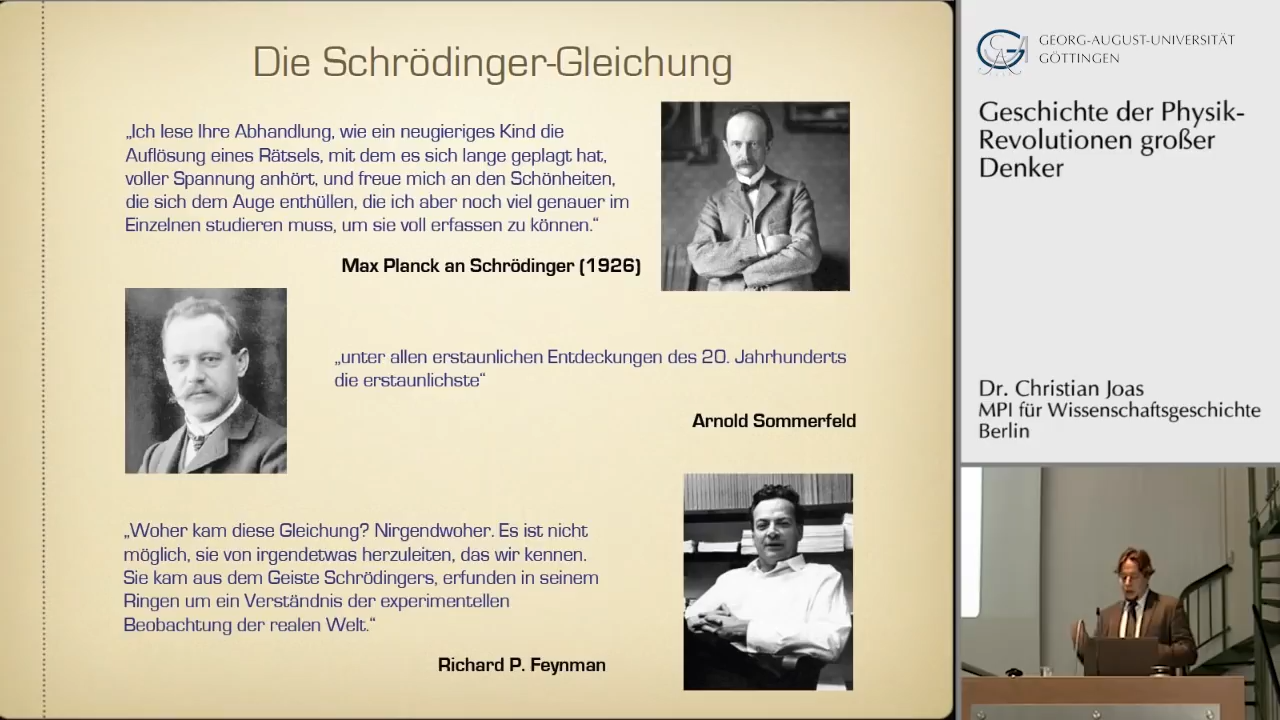 Die Schrödinger-Gleichung
„Ich lese Ihre Abhandlung, wie ein neugieriges Kind die
Auflösung eines Rätsels, mit dem es sich lange geplagt hat,
voller Spannung anhört, und freue mich an den Schönheiten,
die sich dem Auge enthüllen, die ich aber noch viel genauer im
Einzelnen studieren muss, um sie voll erfassen zu können.“
Max Planck an Schrödinger (1926)
„unter allen erstaunlichen Entdeckungen des 20. Jahrhunderts
die erstaunlichste“
Arnold Sommerfeld
„Woher kam diese Gleichung? Nirgendwoher. Es ist nicht
möglich, sie von irgendetwas herzuleiten, das wir kennen.
Sie kam aus dem Geiste Schrödingers, erfunden in seinem
Ringen um ein Verständnis der experimentellen
Beobachtung der realen Welt.“
Richard P. Feynman
GEORG-AUGUST-UNIVERSITÄT
GÖTTINGEN
Geschichte der Physik-
Revolutionen großer
Denker
Dr. Christian Joas
MPI für Wissenschaftsgeschichte
Berlin